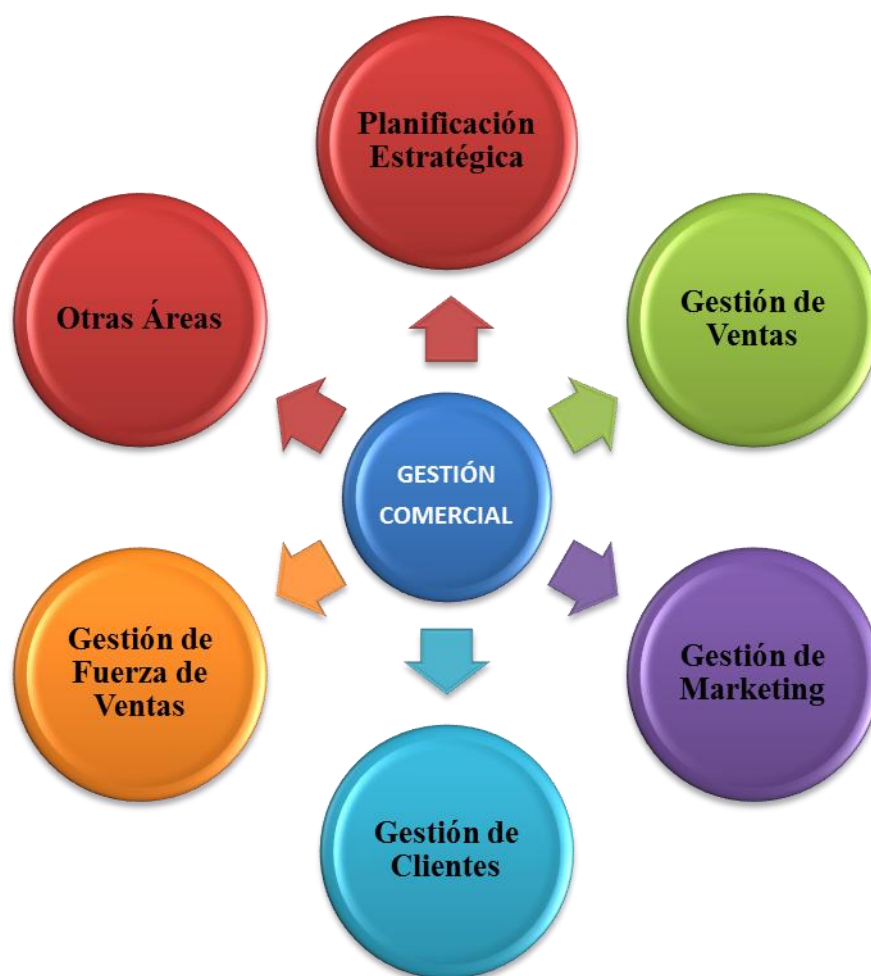 Planificación
Estratégica
Otras Áreas
Gestión de
Ventas
GESTIÓN
COMERCIAL
Gestión de
Fuerza de
Ventas
Gestión de
Marketing
Gestión de
Clientes